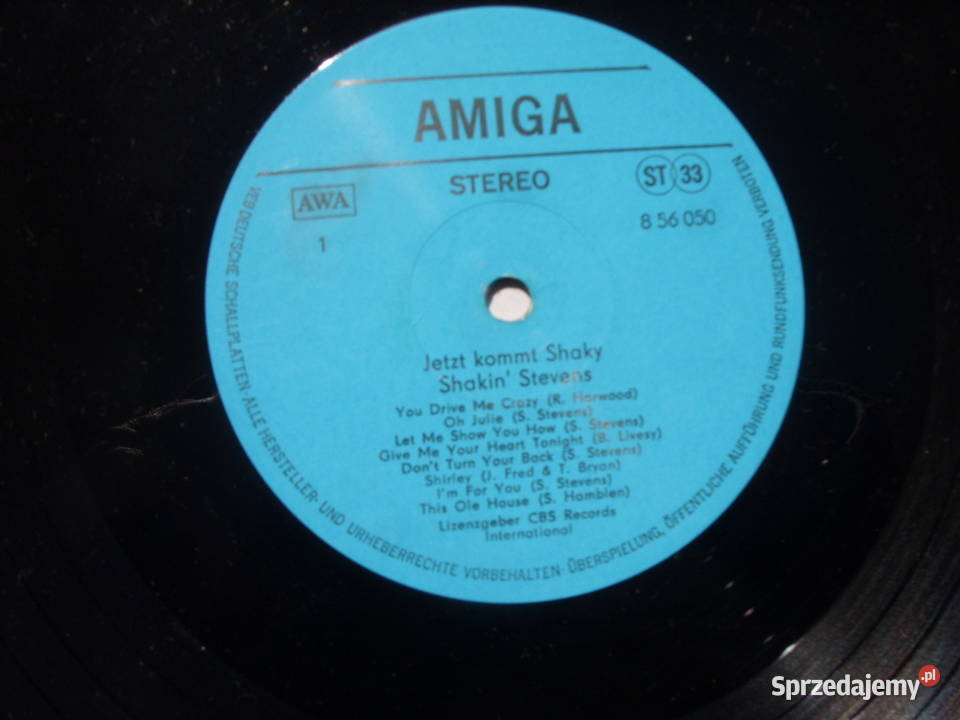 AMIGA
STEREO
ST 33
AWA
8 56 050
1
Jetzt kommt Shaky
Shakin' Stevens
You Drive Me Crazy (R. Harwood)
Oh Julie (S. Stevens)
Let Me Show You How (S. Stevens)
Give Me Your Heart Tonight (B. Livesy)
Don't Turn Your Back (S. Stevens)
Shirley (J. Fred & T. Bryan)
I'm For You (S. Stevens)
This Ole House (S. Hamblen)
Lizenzgeber CBS Records
International
VEB DEUTSCHE SCHALLPLATTEN·ALLE HERSTELLER- UND URHEBERRECHTE VORBEHALTEN·ÜBERSPIELUNG, ÖFFENTLICHE AUFFÜHRUNG UND RUNDFUNKSENDUNG VERBOTEN
Sprzedajemy.pl